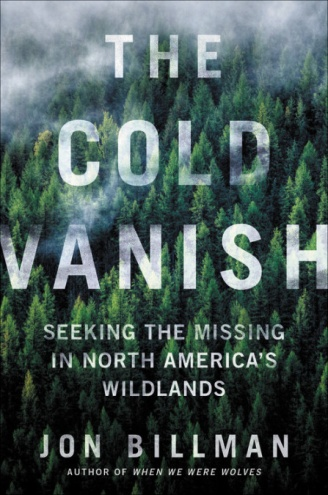 THE
COLD
VANISH
SEEKING THE MISSING
IN NORTH AMERICA'S
WILDLANDS
JON BILLMAN
AUTHOR OF WHEN WE WERE WOLVES